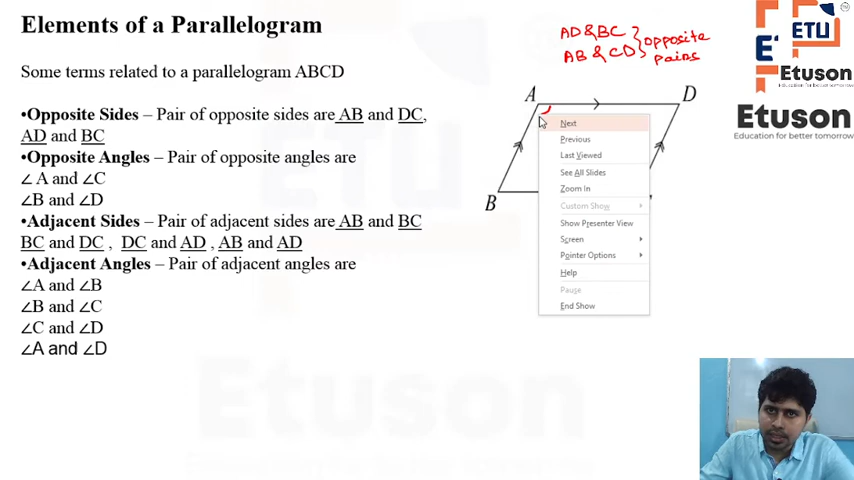 Elements of a Parallelogram
AD & BC } opposite
AB & CD } pairs
ETU
ETU
Etuson
Etuson
Education for better tomorrow
Some terms related to a parallelogram ABCD
•Opposite Sides – Pair of opposite sides are AB and DC,
AD and BC
•Opposite Angles – Pair of opposite angles are
∠ A and ∠C
∠B and ∠D
•Adjacent Sides – Pair of adjacent sides are AB and BC
BC and DC , DC and AD , AB and AD
•Adjacent Angles – Pair of adjacent angles are
∠A and ∠B
∠B and ∠C
∠C and ∠D
∠A and ∠D
A
D
B
Next
Previous
Last Viewed
See All Slides
Zoom In
Custom Show
Show Presenter View
Screen
Pointer Options
Help
Pause
End Show
Etuson